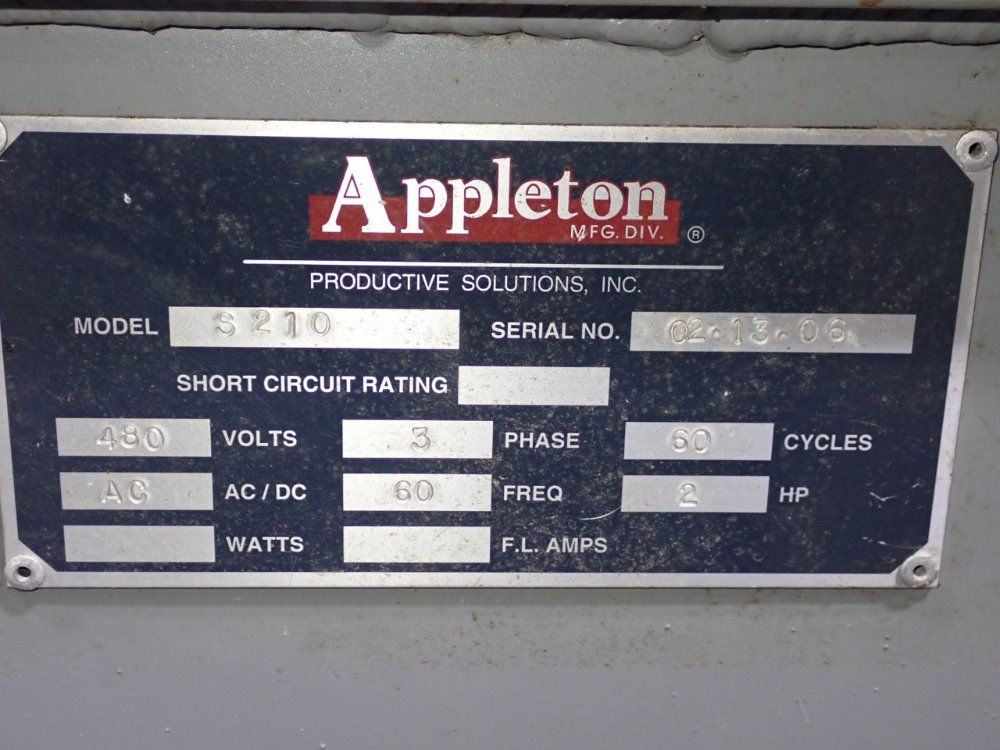 Appleton
MFG. DIV. ®
PRODUCTIVE SOLUTIONS, INC.
MODEL S210 SERIAL NO. 02.13.06
SHORT CIRCUIT RATING
480 VOLTS 3 PHASE 60 CYCLES
AC AC / DC 60 FREQ 2 HP
WATTS F.L. AMPS